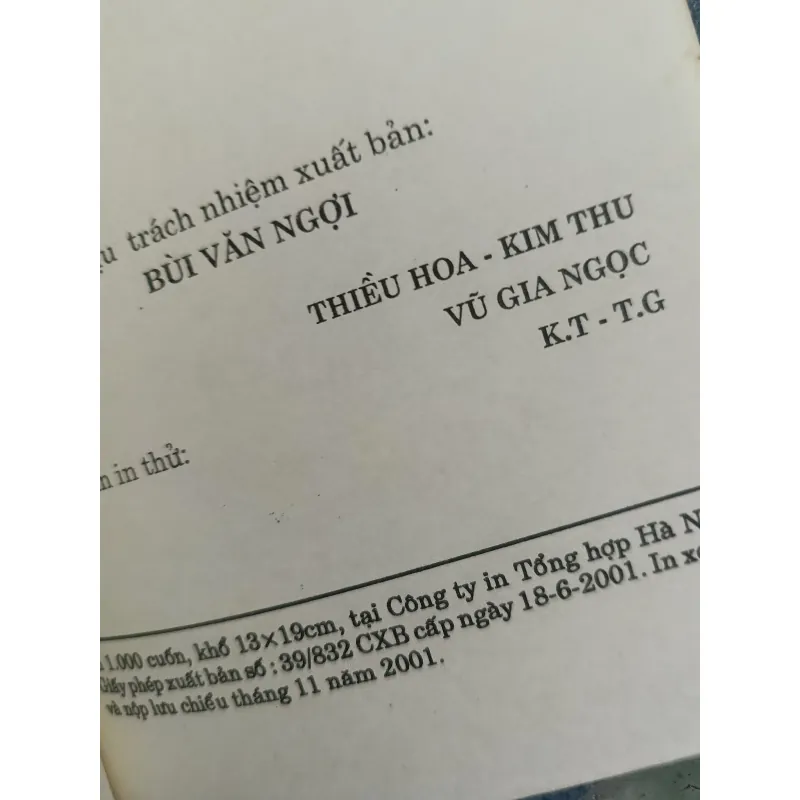 trách nhiệm xuất bản:
BÙI VĂN NGỢI
THIỀU HOA - KIM THU
VŨ GIA NGỌC
K.T - T.G
in thử:
1.000 cuốn, khổ 13×19cm, tại Công ty in Tổng hợp Hà
Giấy phép xuất bản số : 39/832 CXB cấp ngày 18-6-2001. In
và nộp lưu chiểu tháng 11 năm 2001.